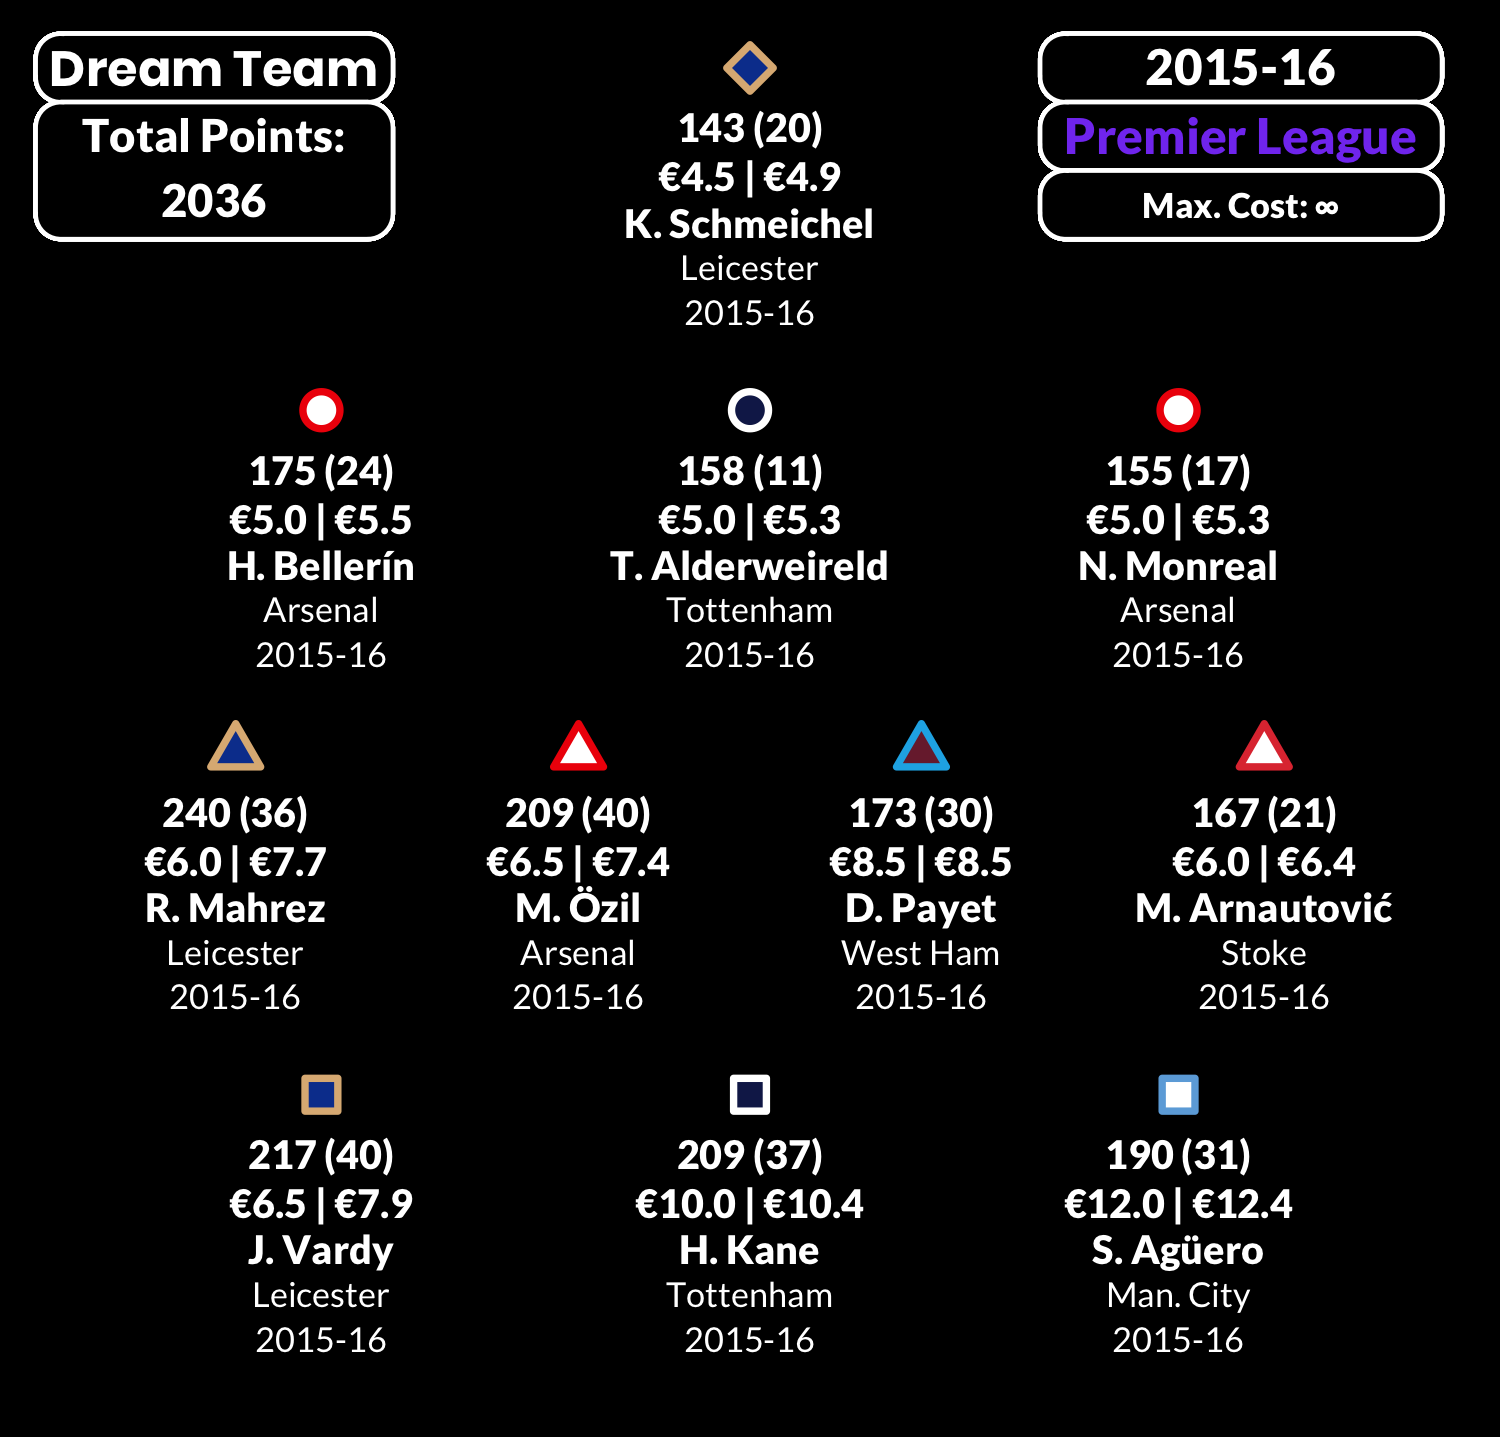 Dream Team
Total Points:
2036
2015-16
Premier League
Max. Cost: ∞
143 (20)
€4.5 | €4.9
K. Schmeichel
Leicester
2015-16
175 (24)
€5.0 | €5.5
H. Bellerín
Arsenal
2015-16
158 (11)
€5.0 | €5.3
T. Alderweireld
Tottenham
2015-16
155 (17)
€5.0 | €5.3
N. Monreal
Arsenal
2015-16
240 (36)
€6.0 | €7.7
R. Mahrez
Leicester
2015-16
209 (40)
€6.5 | €7.4
M. Özil
Arsenal
2015-16
173 (30)
€8.5 | €8.5
D. Payet
West Ham
2015-16
167 (21)
€6.0 | €6.4
M. Arnautović
Stoke
2015-16
217 (40)
€6.5 | €7.9
J. Vardy
Leicester
2015-16
209 (37)
€10.0 | €10.4
H. Kane
Tottenham
2015-16
190 (31)
€12.0 | €12.4
S. Agüero
Man. City
2015-16